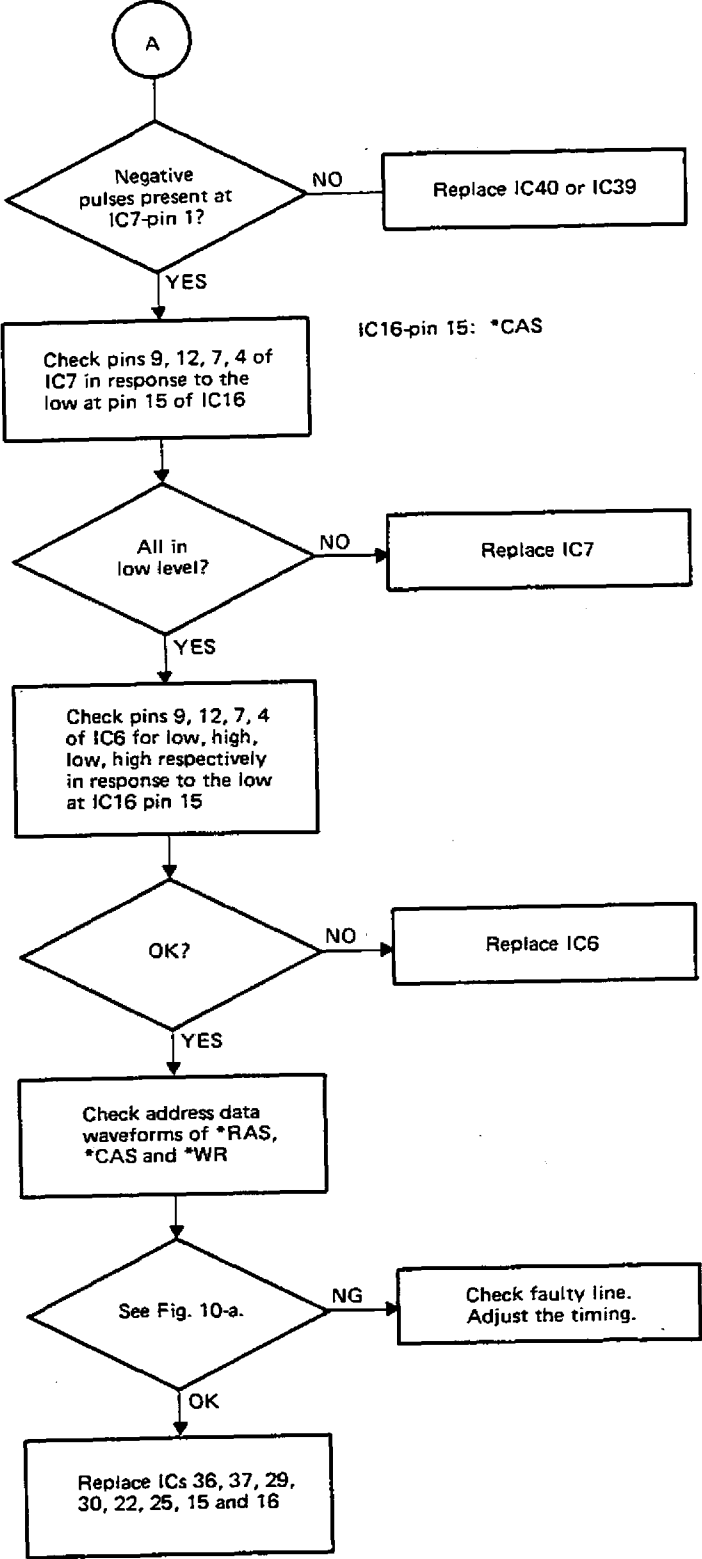 A
Negative
pulses present at
IC7-pin 1?
NO
Replace IC40 or IC39
YES
IC16-pin 15: *CAS
Check pins 9, 12, 7, 4 of
IC7 in response to the
low at pin 15 of IC16
All in
low level?
NO
Replace IC7
YES
Check pins 9, 12, 7, 4
of IC6 for low, high,
low, high respectively
in response to the low
at IC16 pin 15
OK?
NO
Replace IC6
YES
Check address data
waveforms of *RAS,
*CAS and *WR
See Fig. 10-a.
NG
Check faulty line.
Adjust the timing.
OK
Replace ICs 36, 37, 29,
30, 22, 25, 15 and 16